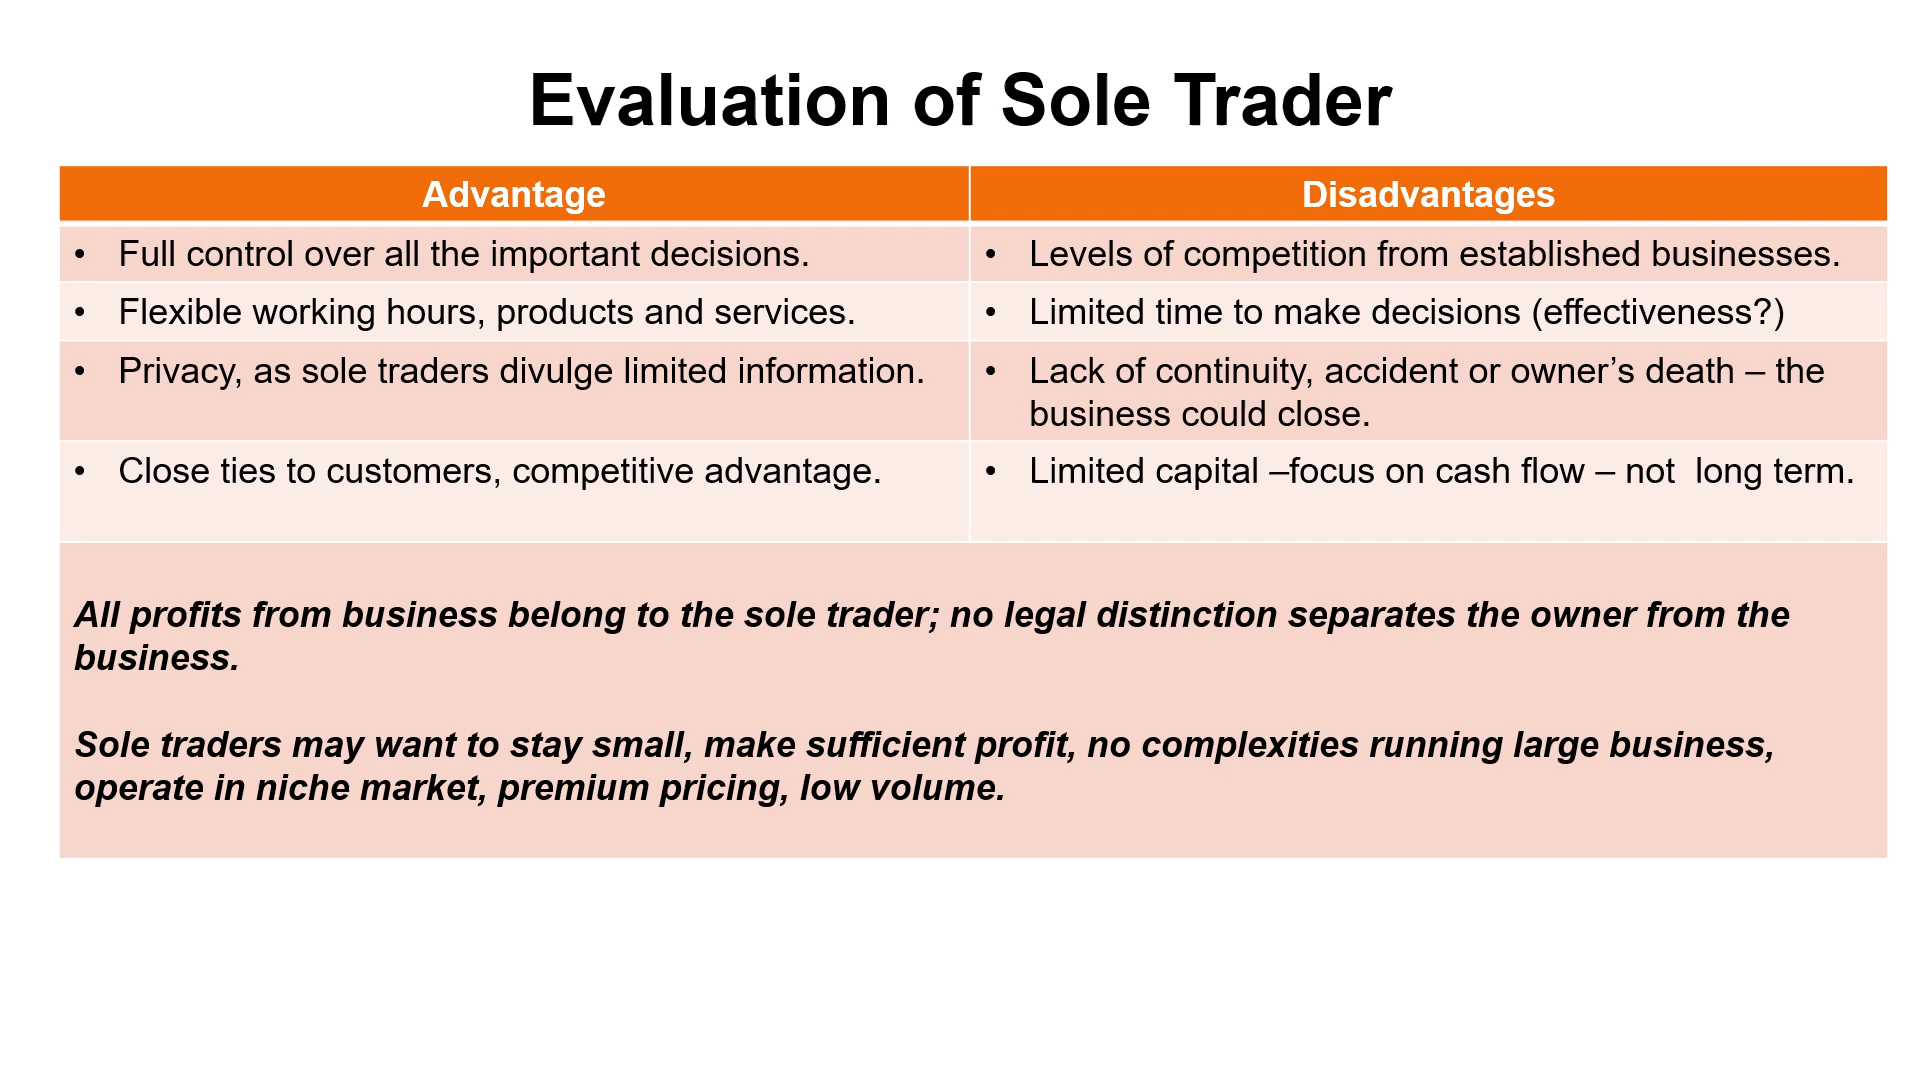 Evaluation of Sole Trader
Advantage
Disadvantages
• Full control over all the important decisions.
• Levels of competition from established businesses.
• Flexible working hours, products and services.
• Limited time to make decisions (effectiveness?)
• Privacy, as sole traders divulge limited information.
• Lack of continuity, accident or owner’s death – the
business could close.
• Close ties to customers, competitive advantage.
• Limited capital –focus on cash flow – not  long term.
All profits from business belong to the sole trader; no legal distinction separates the owner from the
business.
Sole traders may want to stay small, make sufficient profit, no complexities running large business,
operate in niche market, premium pricing, low volume.